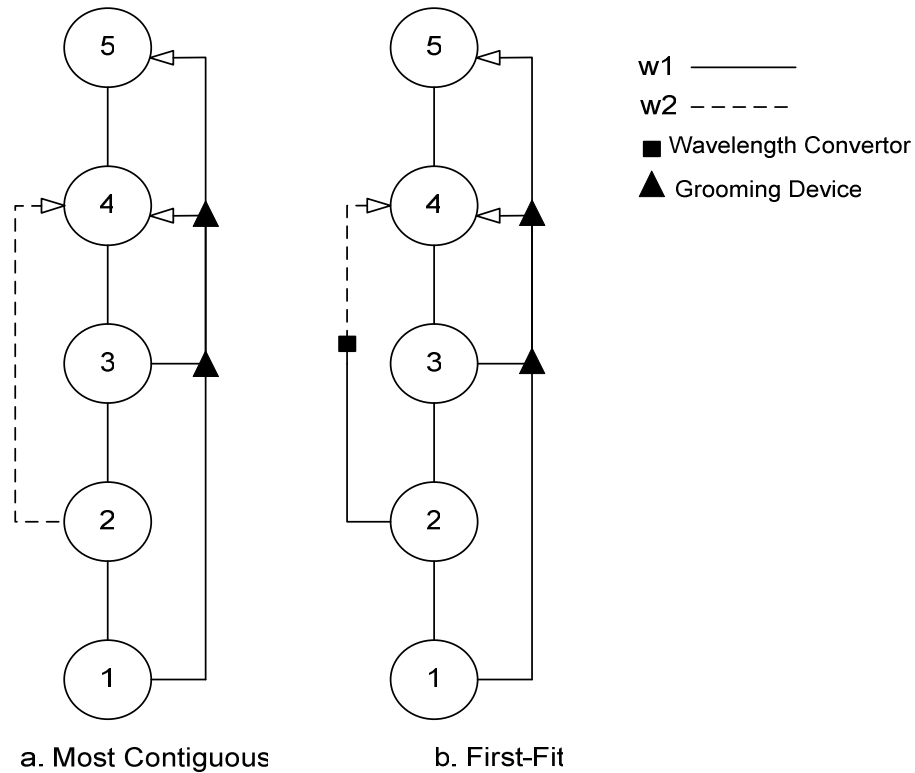 5
4
3
2
1
a. Most Contiguous
5
4
3
2
1
b. First-Fit
w1
w2
Wavelength Convertor
Grooming Device